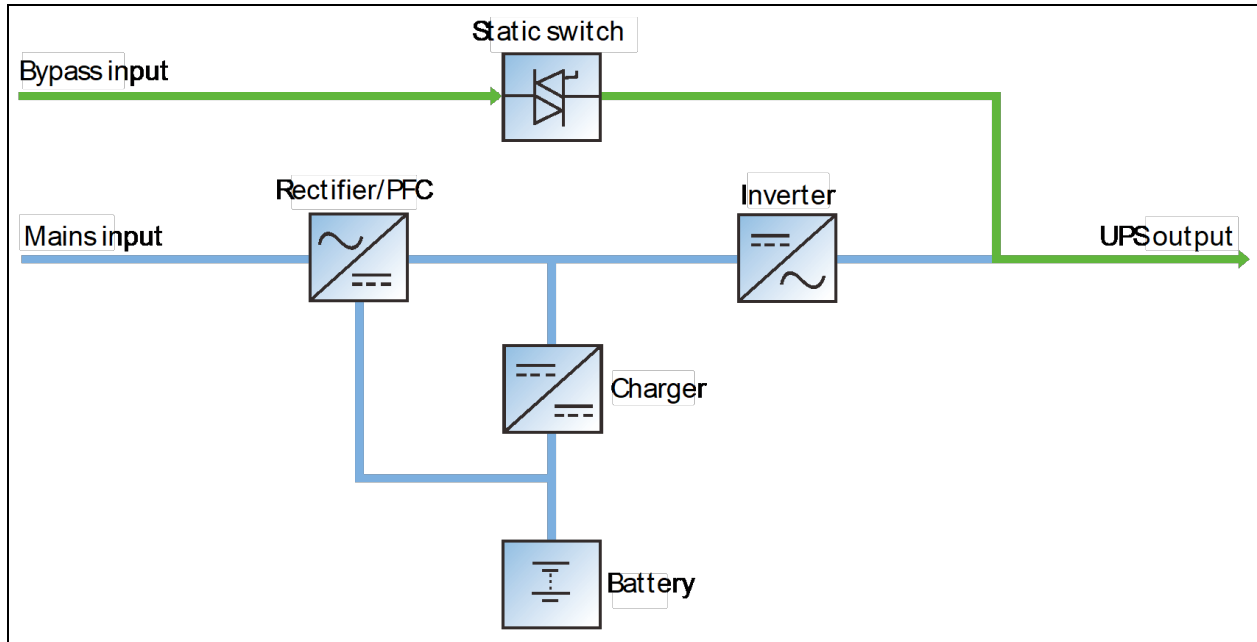 Static switch
Bypass input
Rectifier/PFC
Inverter
Mains input
UPS output
Charger
Battery